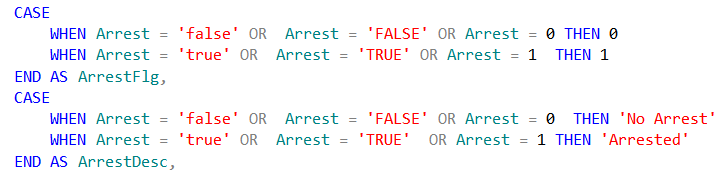 CASE
WHEN Arrest = 'false' OR Arrest = 'FALSE' OR Arrest = 0 THEN 0
WHEN Arrest = 'true' OR Arrest = 'TRUE' OR Arrest = 1 THEN 1
END AS ArrestFlg,
CASE
WHEN Arrest = 'false' OR Arrest = 'FALSE' OR Arrest = 0 THEN 'No Arrest'
WHEN Arrest = 'true' OR Arrest = 'TRUE' OR Arrest = 1 THEN 'Arrested'
END AS ArrestDesc,